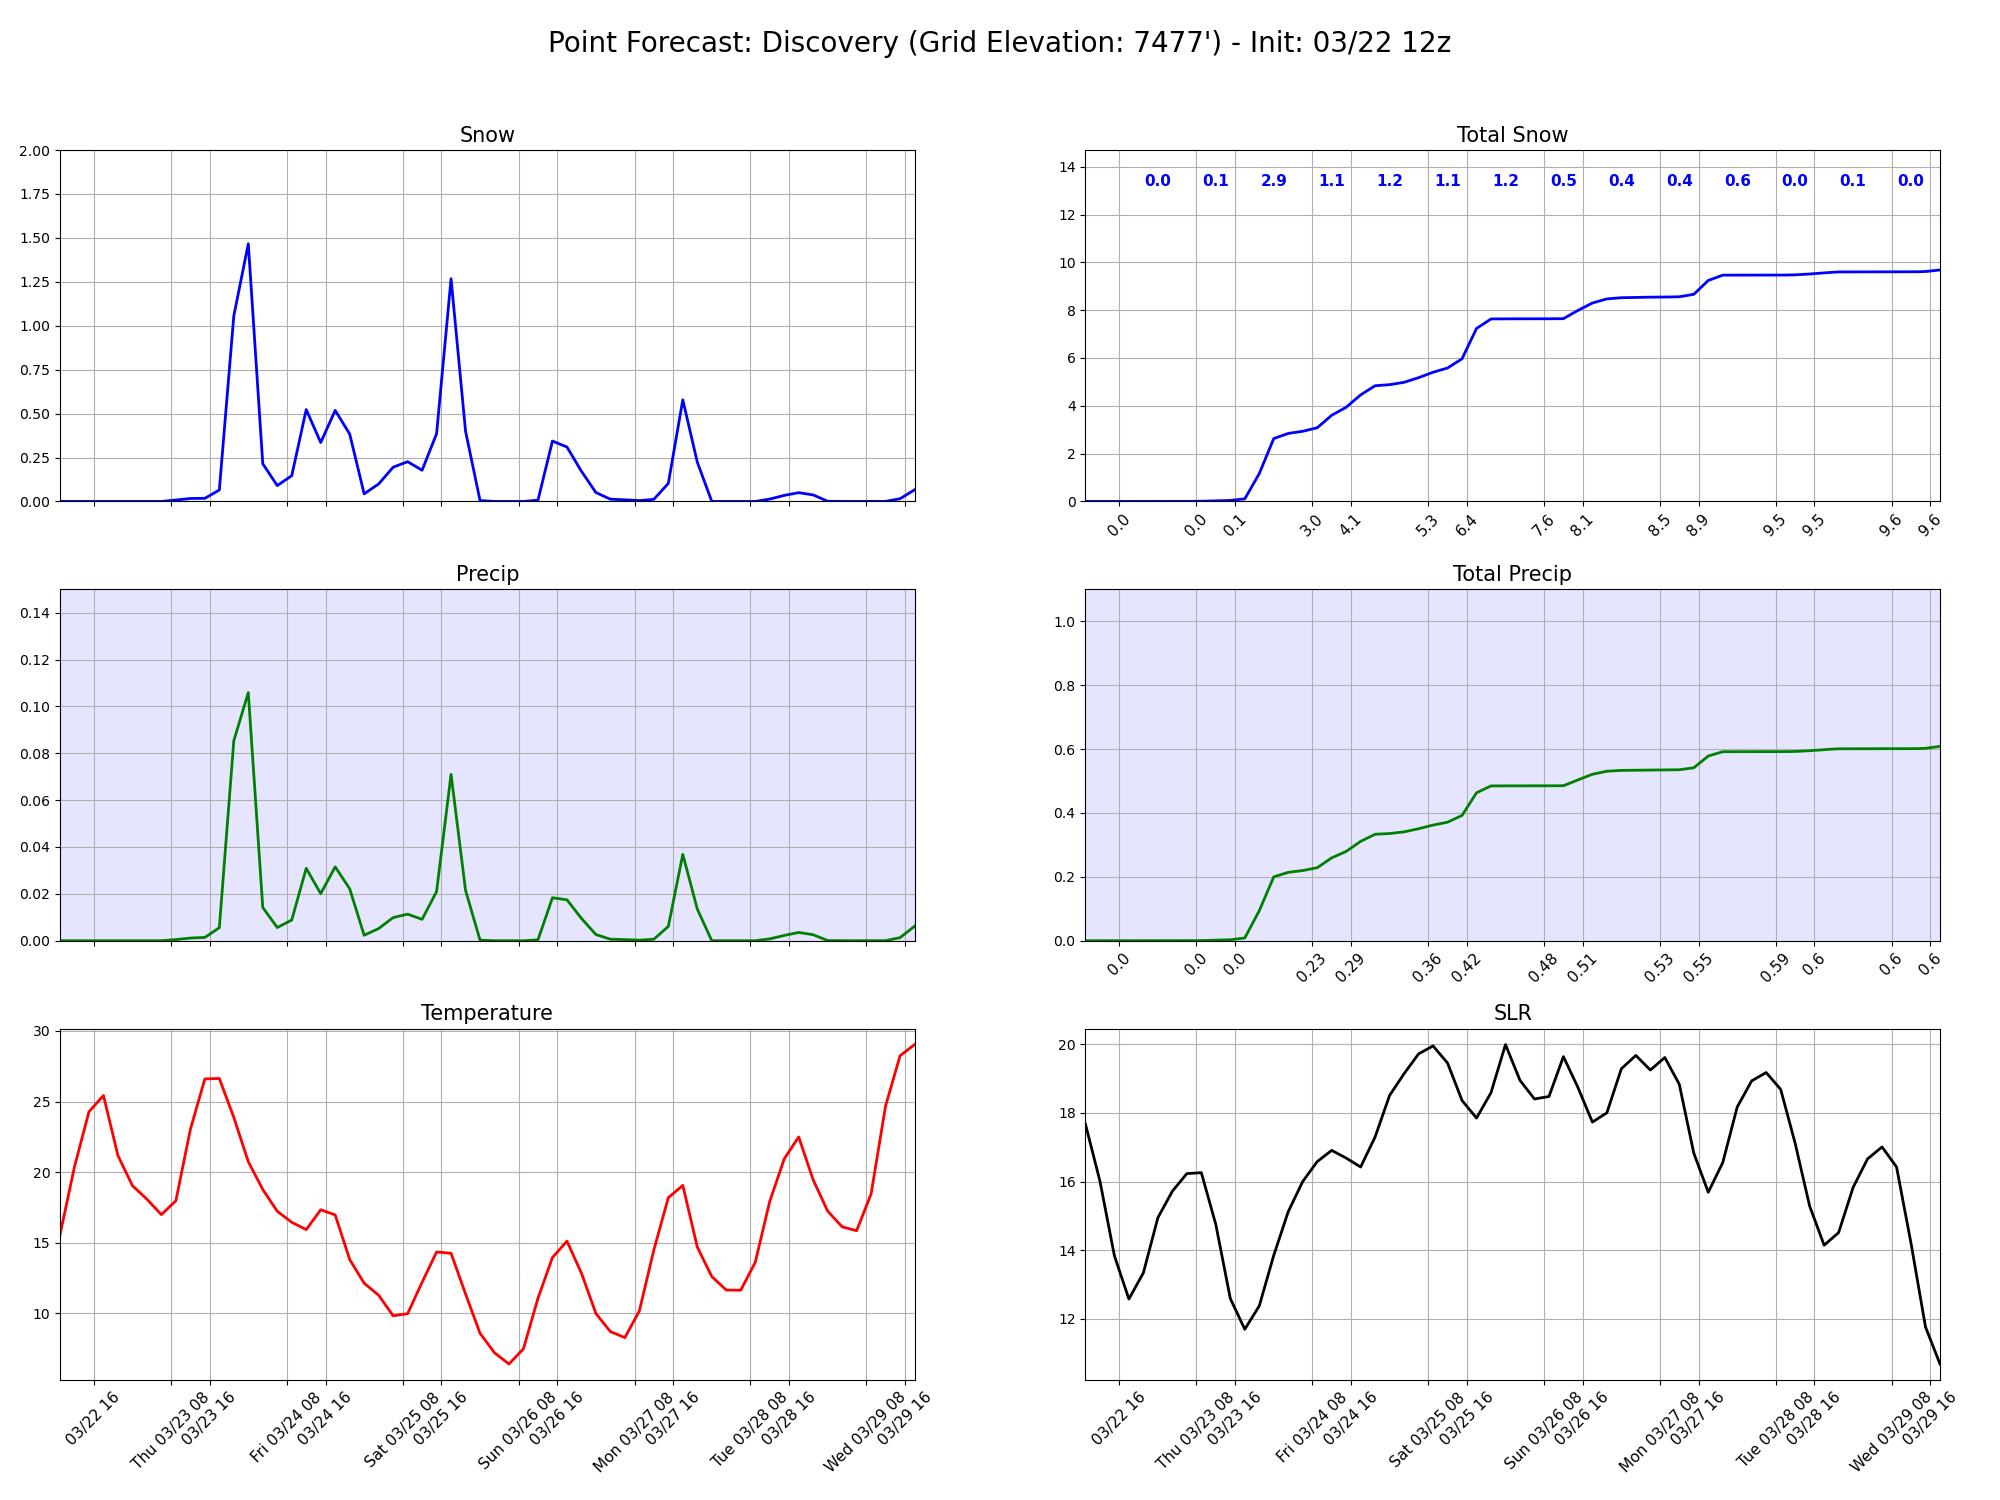 Point Forecast: Discovery (Grid Elevation: 7477') - Init: 03/22 12z
Snow
2.00
1.75
1.50
1.25
1.00
0.75
0.50
0.25
0.00
Total Snow
14
12
10
8
6
4
2
0
0.0 0.1 2.9 1.1 1.2 1.1 1.2 0.5 0.4 0.4 0.6 0.0 0.1 0.0
0.0 0.0 0.1 3.0 4.1 5.3 6.4 7.6 8.1 8.5 8.9 9.5 9.5 9.6 9.6
Precip
0.14
0.12
0.10
0.08
0.06
0.04
0.02
0.00
Total Precip
1.0
0.8
0.6
0.4
0.2
0.0
0.0 0.0 0.0 0.23 0.29 0.36 0.42 0.48 0.51 0.53 0.55 0.59 0.6 0.6 0.6
Temperature
30
25
20
15
10
03/22 16
Thu 03/23 08
03/23 16
Fri 03/24 08
03/24 16
Sat 03/25 08
03/25 16
Sun 03/26 08
03/26 16
Mon 03/27 08
03/27 16
Tue 03/28 08
03/28 16
Wed 03/29 08
03/29 16
SLR
20
18
16
14
12
03/22 16
Thu 03/23 08
03/23 16
Fri 03/24 08
03/24 16
Sat 03/25 08
03/25 16
Sun 03/26 08
03/26 16
Mon 03/27 08
03/27 16
Tue 03/28 08
03/28 16
Wed 03/29 08
03/29 16